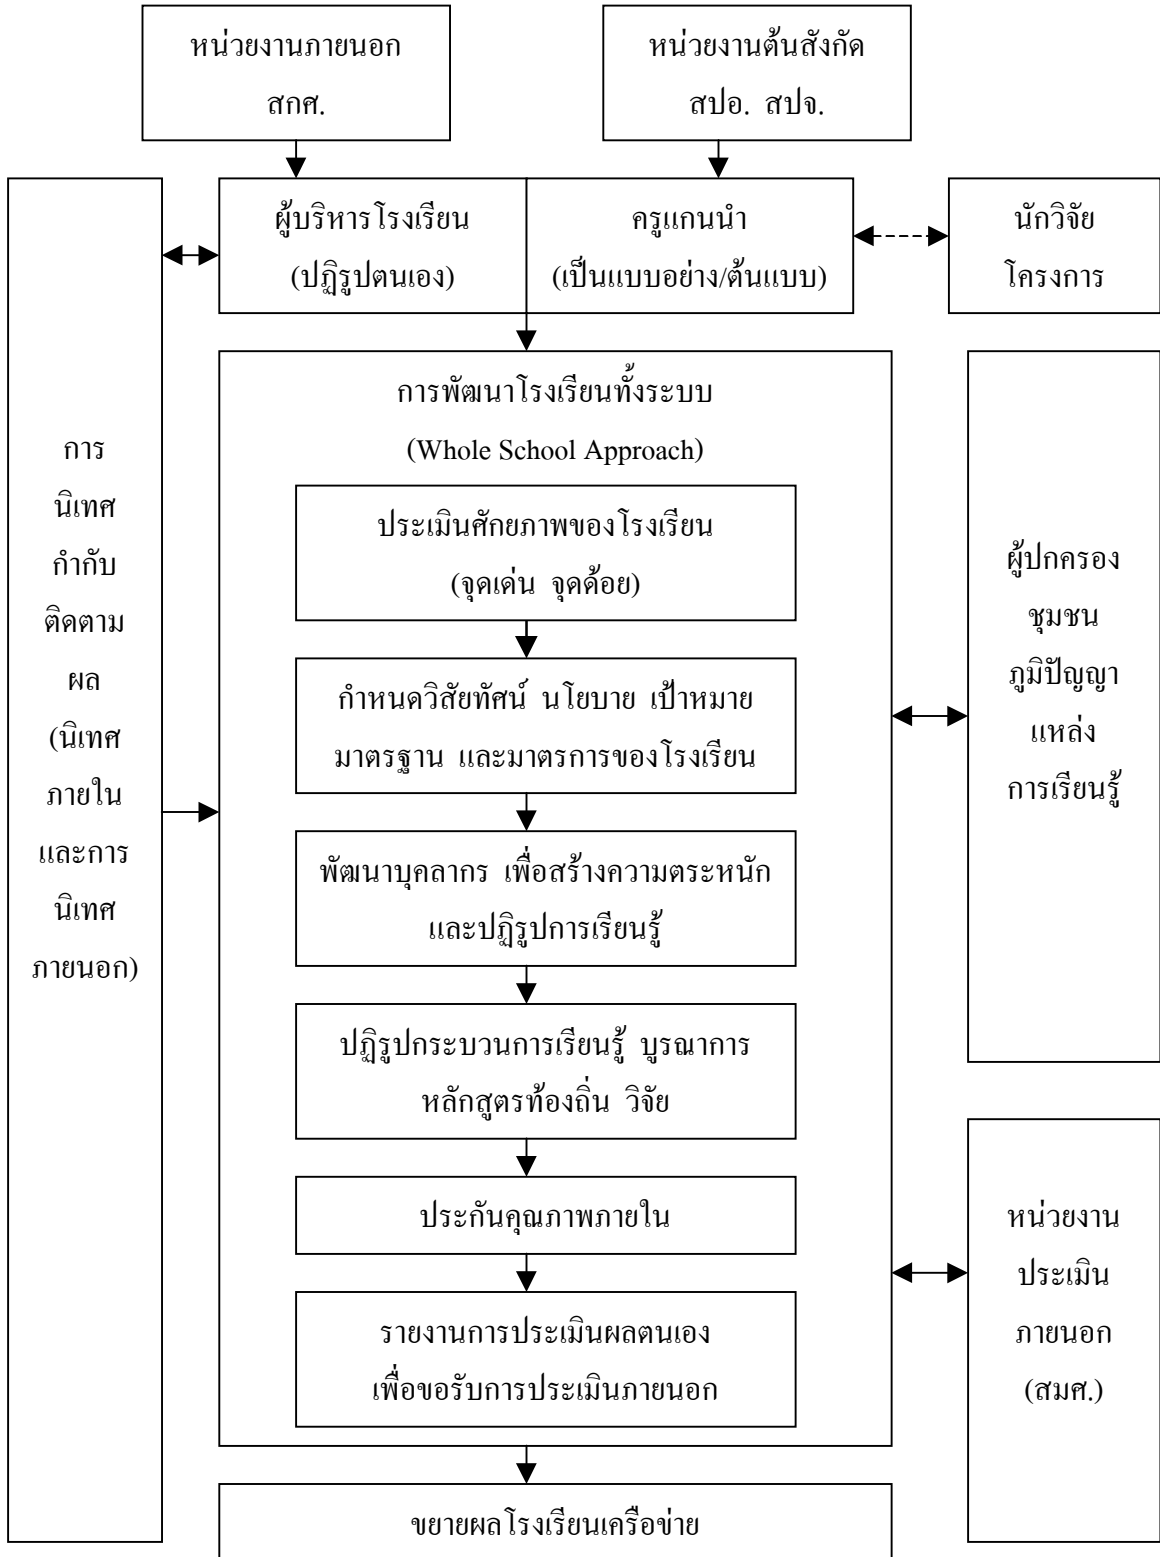 หน่วยงานภายนอก
สกศ.
หน่วยงานต้นสังกัด
สปอ. สปจ.
ผู้บริหารโรงเรียน
(ปฏิรูปตนเอง)
ครูแกนนำ
(เป็นแบบอย่าง/ต้นแบบ)
นักวิจัย
โครงการ
การ
นิเทศ
กำกับ
ติดตาม
ผล
(นิเทศ
ภายใน
และการ
นิเทศ
ภายนอก)
การพัฒนาโรงเรียนทั้งระบบ
(Whole School Approach)
ประเมินศักยภาพของโรงเรียน
(จุดเด่น จุดด้อย)
กำหนดวิสัยทัศน์ นโยบาย เป้าหมาย
มาตรฐาน และมาตรการของโรงเรียน
พัฒนาบุคลากร เพื่อสร้างความตระหนัก
และปฏิรูปการเรียนรู้
ปฏิรูปกระบวนการเรียนรู้ บูรณาการ
หลักสูตรท้องถิ่น วิจัย
ประกันคุณภาพภายใน
รายงานการประเมินผลตนเอง
เพื่อขอรับการประเมินภายนอก
ผู้ปกครอง
ชุมชน
ภูมิปัญญา
แหล่ง
การเรียนรู้
หน่วยงาน
ประเมิน
ภายนอก
(สมศ.)
ขยายผลโรงเรียนเครือข่าย